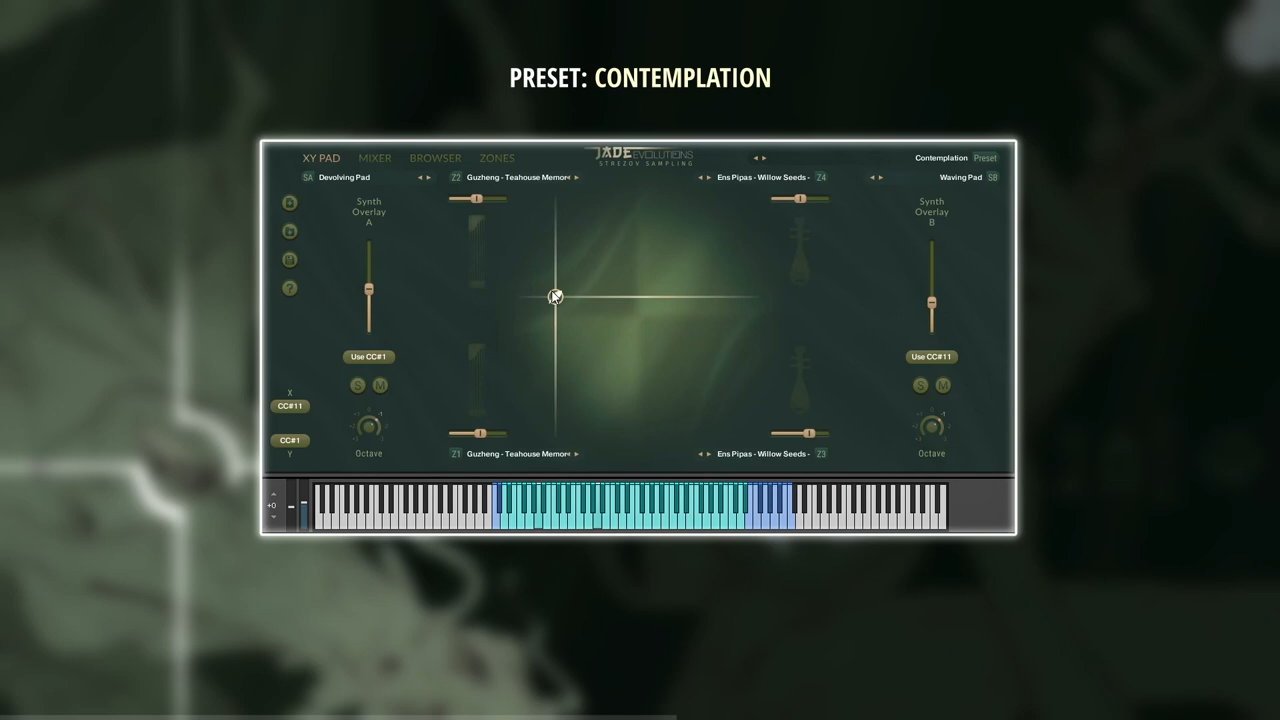 PRESET: CONTEMPLATION
XY PAD MIXER BROWSER ZONES
JADE EVOLUTIONS
STREZOV SAMPLING
Contemplation Preset
SA Devolving Pad
Z2 Guzheng - Teahouse Memor
Ens Pipas - Willow Seeds - Z4
Waving Pad SB
Synth
Overlay
A
Synth
Overlay
B
?
Use CC#1
Use CC#11
S M
S M
X
CC#11
CC#1
Y
Octave
Octave
Z1 Guzheng - Teahouse Memor
Ens Pipas - Willow Seeds - Z3
+0